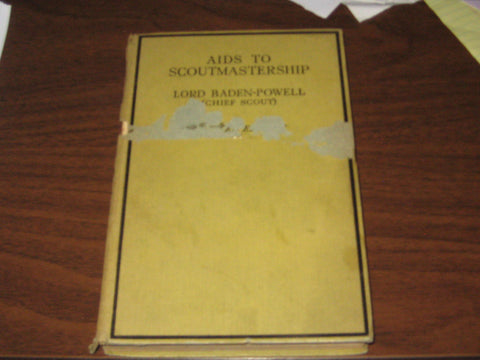 AIDS TO
SCOUTMASTERSHIP
LORD BADEN-POWELL
(CHIEF SCOUT)